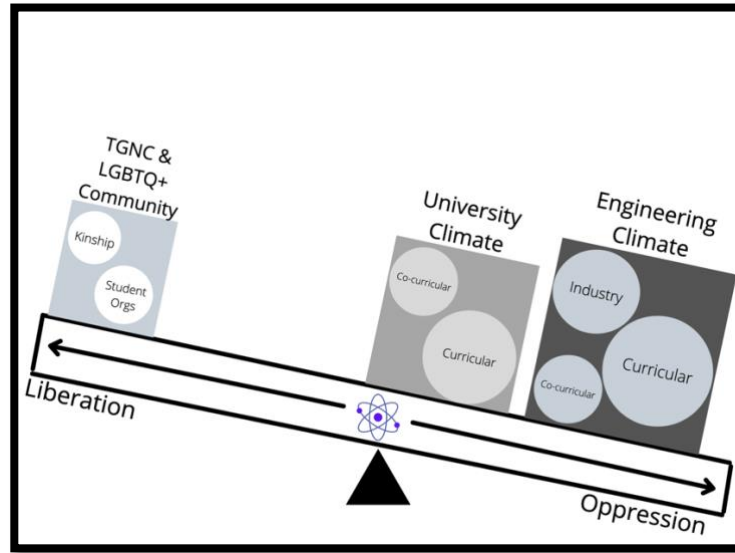 TGNC &
LGBTQ+
Community
Kinship
Student
Orgs
University
Climate
Co-curricular
Curricular
Engineering
Climate
Industry
Curricular
Co-curricular
Liberation
Oppression